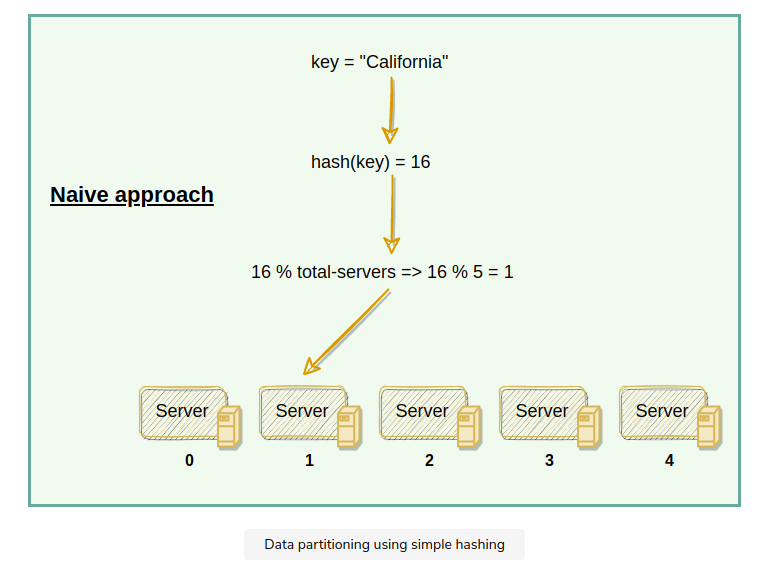 key = "California"
hash(key) = 16
Naive approach
16 % total-servers => 16 % 5 = 1
Server Server Server Server Server
0 1 2 3 4
Data partitioning using simple hashing